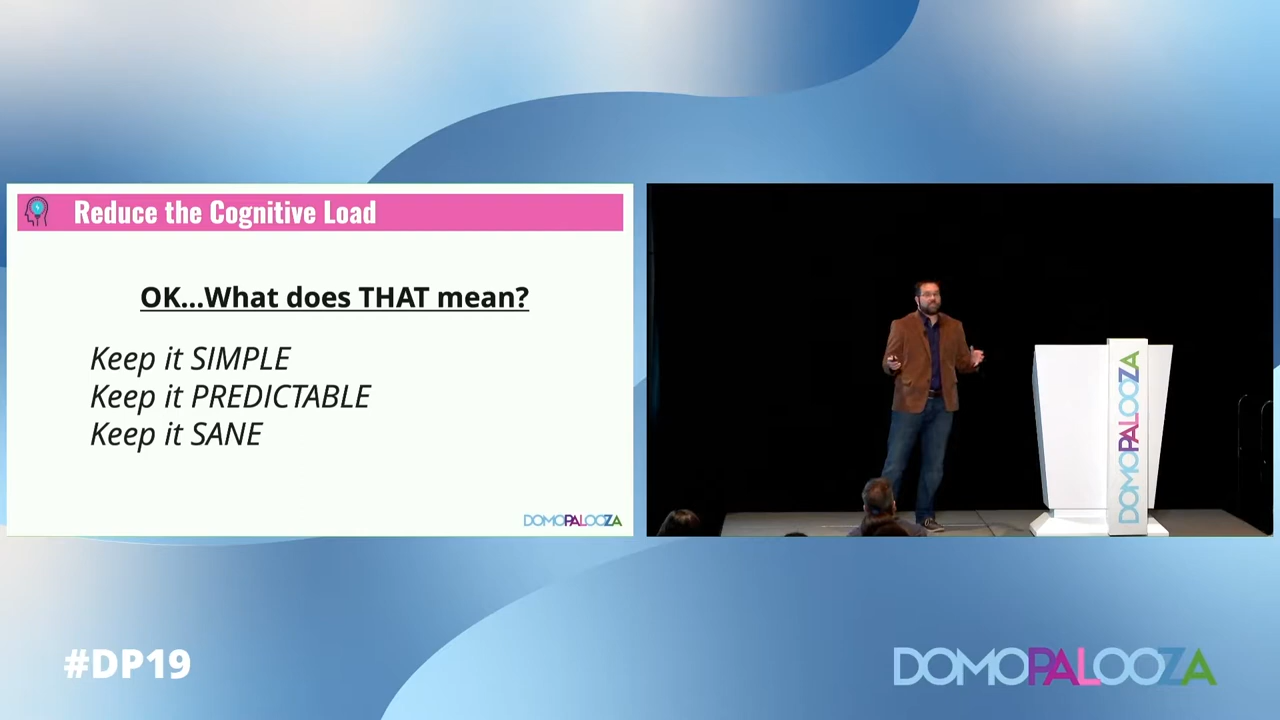 Reduce the Cognitive Load
OK...What does THAT mean?
Keep it SIMPLE
Keep it PREDICTABLE
Keep it SANE
DOMOPALOOZA
DOMOPALOOZA
#DP19
DOMOPALOOZA